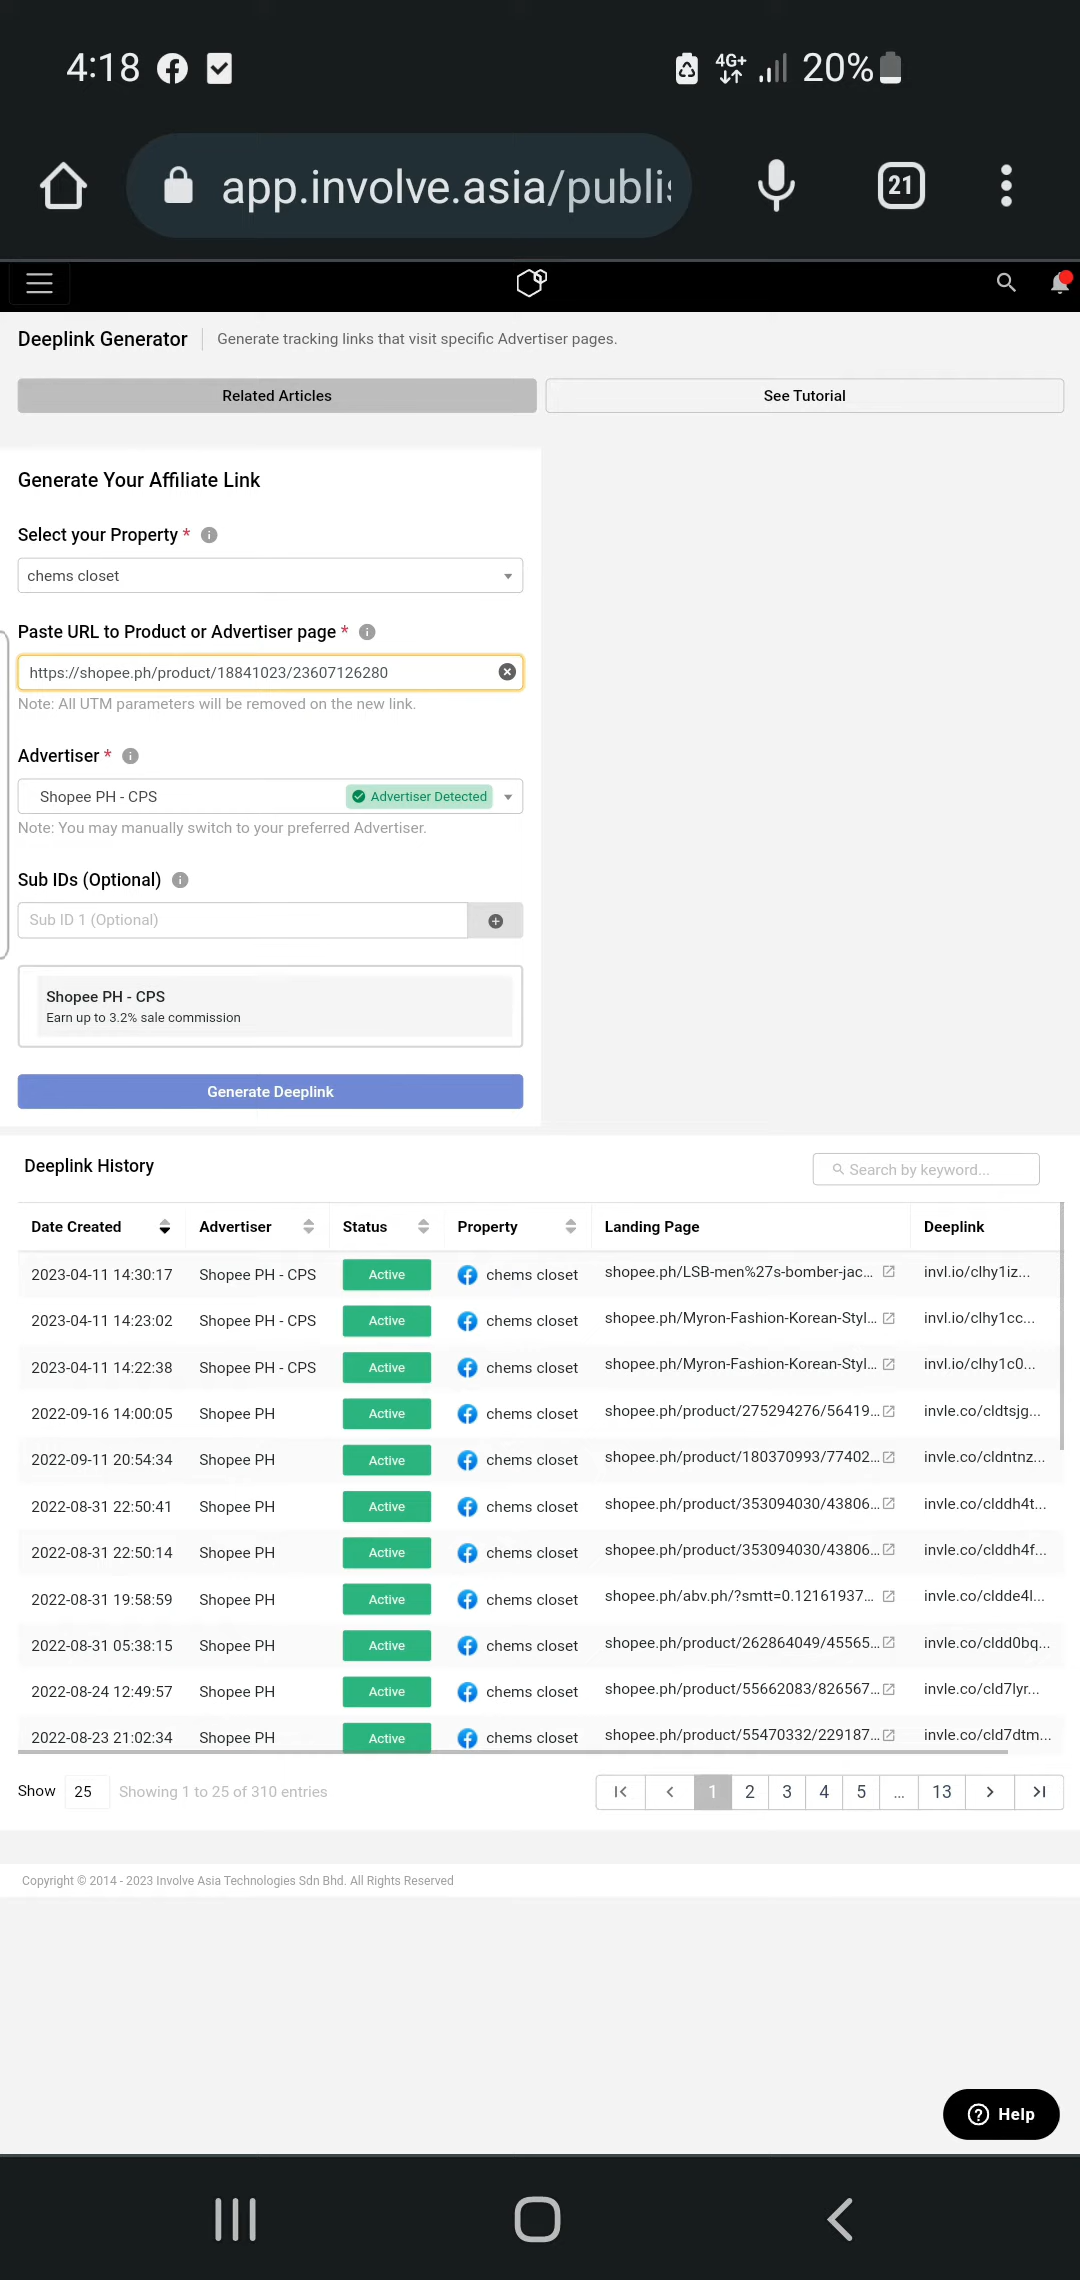 4:18
4G+
20%
app.involve.asia/publis
21
Deeplink Generator
Generate tracking links that visit specific Advertiser pages.
Related Articles
See Tutorial
Generate Your Affiliate Link
Select your Property *
chems closet
Paste URL to Product or Advertiser page *
https://shopee.ph/product/18841023/23607126280
Note: All UTM parameters will be removed on the new link.
Advertiser *
Shopee PH - CPS Advertiser Detected
Note: You may manually switch to your preferred Advertiser.
Sub IDs (Optional)
Sub ID 1 (Optional)
Shopee PH - CPS
Earn up to 3.2% sale commission
Generate Deeplink
Deeplink History
Search by keyword...
Date Created Advertiser Status Property Landing Page Deeplink
2023-04-11 14:30:17 Shopee PH - CPS Active chems closet shopee.ph/LSB-men%27s-bomber-jac... invl.io/clhy1iz...
2023-04-11 14:23:02 Shopee PH - CPS Active chems closet shopee.ph/Myron-Fashion-Korean-Styl... invl.io/clhy1cc...
2023-04-11 14:22:38 Shopee PH - CPS Active chems closet shopee.ph/Myron-Fashion-Korean-Styl... invl.io/clhy1c0...
2022-09-16 14:00:05 Shopee PH Active chems closet shopee.ph/product/275294276/56419... invle.co/cldtsjg...
2022-09-11 20:54:34 Shopee PH Active chems closet shopee.ph/product/180370993/77402... invle.co/cldntnz...
2022-08-31 22:50:41 Shopee PH Active chems closet shopee.ph/product/353094030/43806... invle.co/clddh4t...
2022-08-31 22:50:14 Shopee PH Active chems closet shopee.ph/product/353094030/43806... invle.co/clddh4f...
2022-08-31 19:58:59 Shopee PH Active chems closet shopee.ph/abv.ph/?smtt=0.12161937... invle.co/cldde4l...
2022-08-31 05:38:15 Shopee PH Active chems closet shopee.ph/product/262864049/45565... invle.co/cldd0bq...
2022-08-24 12:49:57 Shopee PH Active chems closet shopee.ph/product/55662083/826567... invle.co/cld7lyr...
2022-08-23 21:02:34 Shopee PH Active chems closet shopee.ph/product/55470332/229187... invle.co/cld7dtm...
Show 25 Showing 1 to 25 of 310 entries
1 2 3 4 5 ... 13
Copyright © 2014 - 2023 Involve Asia Technologies Sdn Bhd. All Rights Reserved
Help